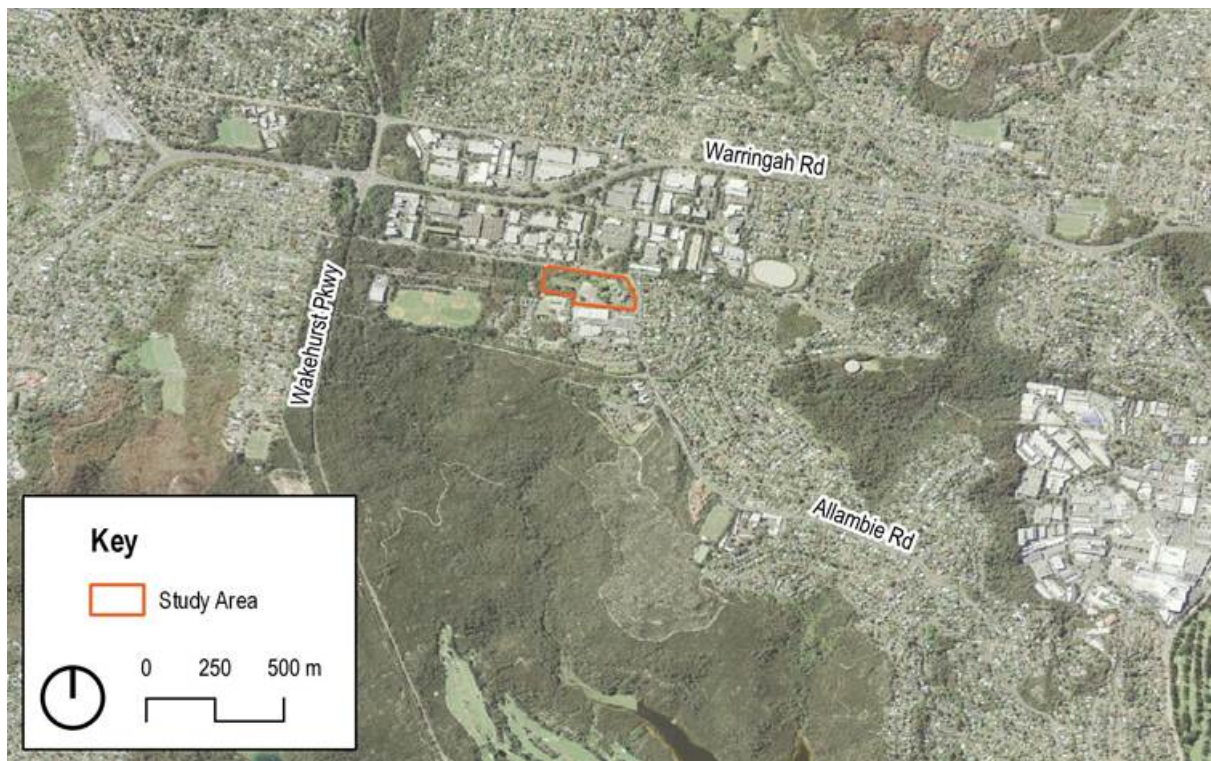 Warringah Rd
Wakehurst Pkwy
Allambie Rd
Key
Study Area
0 250 500 m